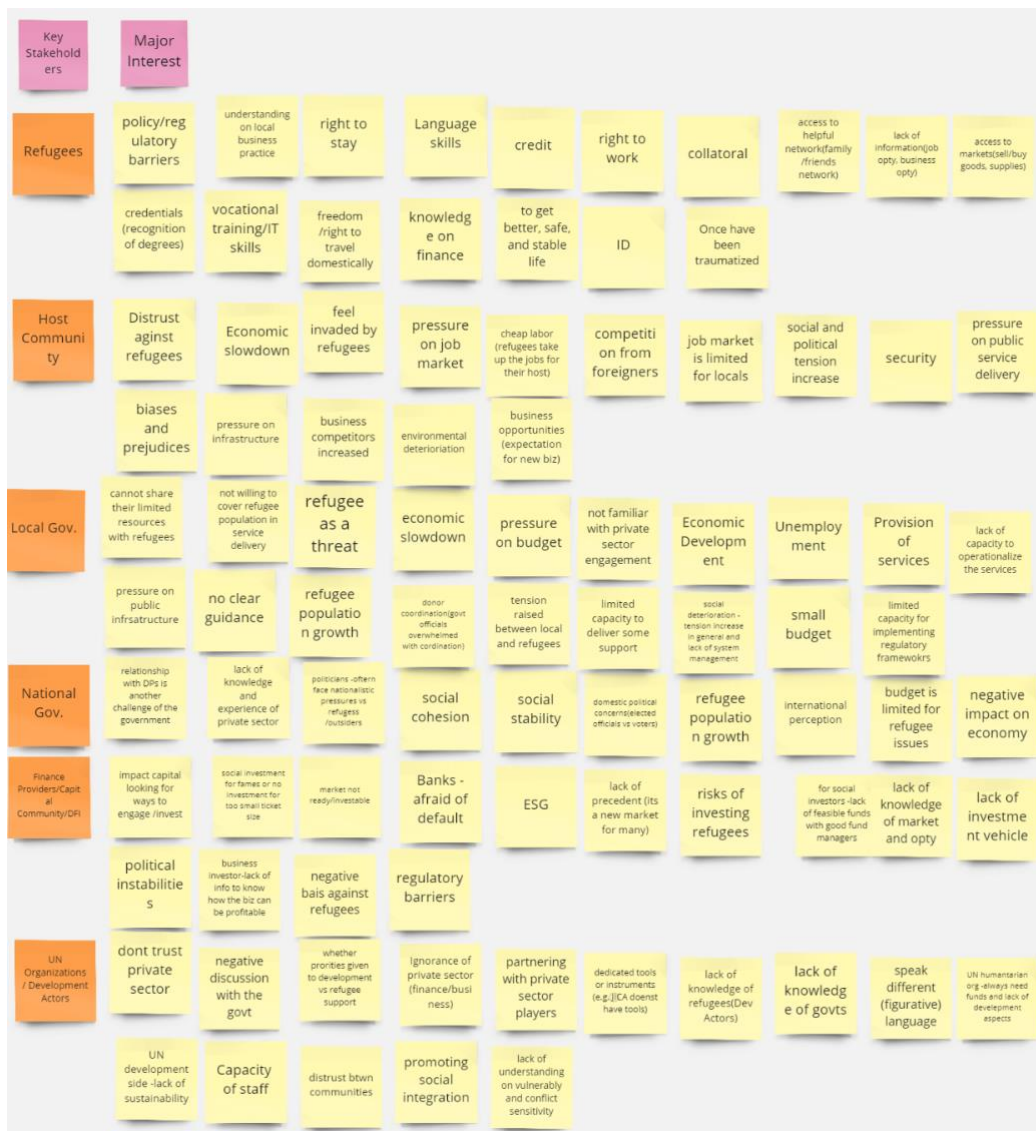 Key
Stakehold
ers
Major
Interest
Refugees
policy/reg
ulatory
barriers
understanding
on local
business
practice
right to
stay
Language
skills
credit
right to
work
collatoral
access to
helpful
network(family
/friends
network)
lack of
information(job
opty, business
opty)
access to
markets(sell/buy
goods, supplies)
credentials
(recognition
of degrees)
vocational
training/IT
skills
freedom
/right to
travel
domestically
knowledg
e on
finance
to get
better, safe,
and stable
life
ID
Once have
been
traumatized
Host
Communi
ty
Distrust
aginst
refugees
Economic
slowdown
feel
invaded by
refugees
pressure
on job
market
cheap labor
(refugees take
up the jobs for
their host)
competiti
on from
foreigners
job market
is limited
for locals
social and
political
tension
increase
security
pressure
on public
service
delivery
biases
and
prejudices
pressure on
infrastructure
business
competitors
increased
environmental
deterioriation
business
opportunities
(expectation
for new biz)
Local Gov.
cannot share
their limited
resources
with refugees
not willing to
cover refugee
population in
service
delivery
refugee
as a
threat
economic
slowdown
pressure
on budget
not familiar
with private
sector
engagement
Economic
Developm
ent
Unemploy
ment
Provision
of
services
lack of
capacity to
operationalize
the services
pressure on
public
infrsatructure
no clear
guidance
refugee
populatio
n growth
donor
coordination(govt
officials
overwhelmed
with cordination)
tension
raised
between local
and refugees
limited
capacity to
deliver some
support
social
deterioration -
tension increase
in general and
lack of system
management
small
budget
limited
capacity for
implementing
regulatory
framewokrs
National
Gov.
relationship
with DPs is
another
challenge of the
government
lack of
knowledge
and
experience of
private sector
politicians -oftern
face nationalistic
pressures vs
refugess
/outsiders
social
cohesion
social
stability
domestic political
concerns(elected
officials vs voters)
refugee
populatio
n growth
international
perception
budget is
limited for
refugee
issues
negative
impact on
economy
Finance
Providers/Capit
al
Community/DFI
impact capital
looking for
ways to
engage /invest
social investment
for fames or no
investment for
too small ticket
size
market not
ready/investable
Banks -
afraid of
default
ESG
lack of
precedent (its
a new market
for many)
risks of
investing
refugees
for social
investors -lack
of feasible funds
with good fund
managers
lack of
knowledge
of market
and opty
lack of
investme
nt vehicle
political
instabilitie
s
business
investor-lack of
info to know
how the biz can
be profitable
negative
bais against
refugees
regulatory
barriers
UN
Organizations
/ Development
Actors
dont trust
private
sector
negative
discussion
with the
govt
whether
prorities given
to development
vs refugee
support
Ignorance of
private sector
(finance/busi
ness)
partnering
with private
sector
players
dedicated tools
or instruments
(e.g.JICA doenst
have tools)
lack of
knowledge of
refugees(Dev
Actors)
lack of
knowledg
e of govts
speak
different
(figurative)
language
UN humanitarian
org -always need
funds and lack of
development
aspects
UN
development
side -lack of
sustainability
Capacity
of staff
distrust btwn
communities
promoting
social
integration
lack of
understanding
on vulnerably
and conflict
sensitivity